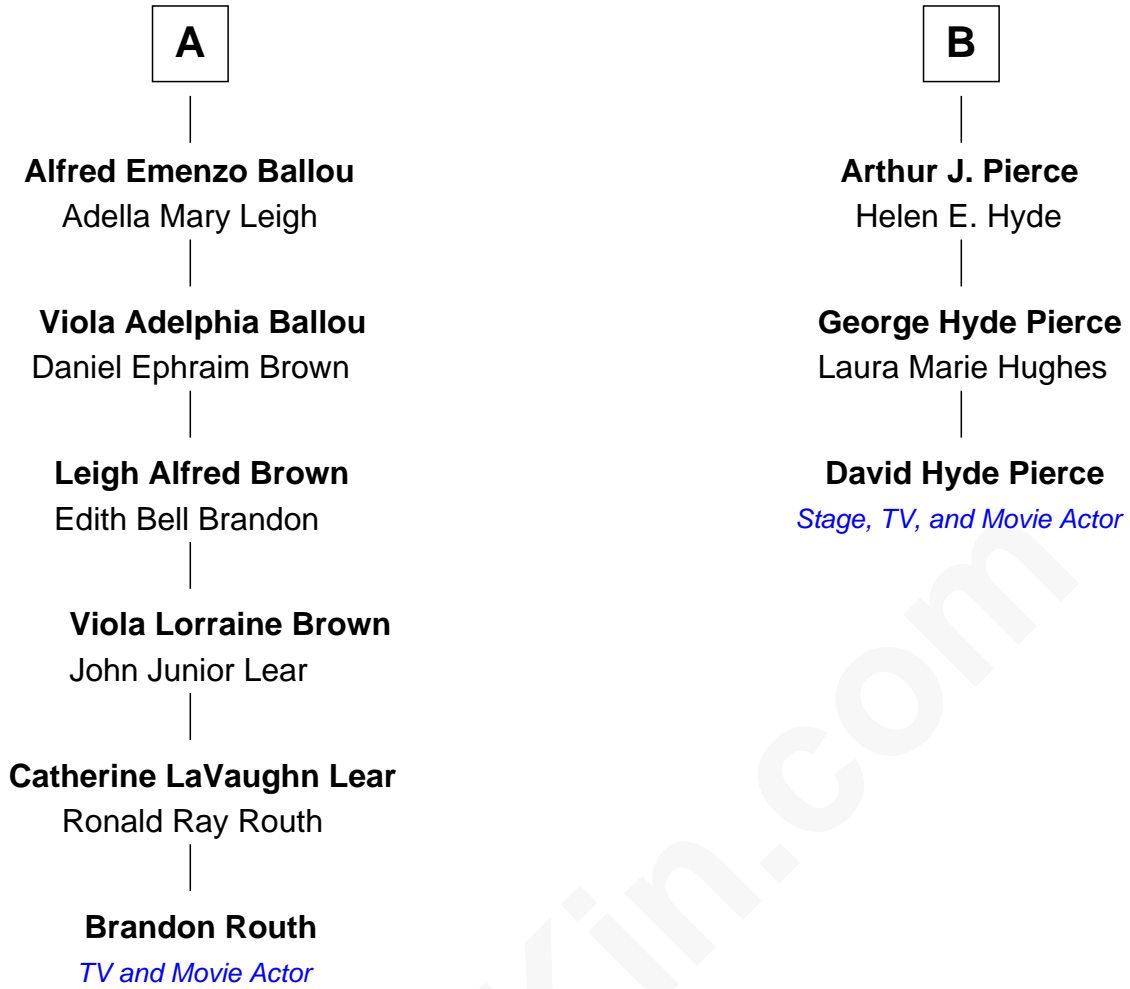 A
Alfred Emenzo Ballou
Adella Mary Leigh
Viola Adelphia Ballou
Daniel Ephraim Brown
Leigh Alfred Brown
Edith Bell Brandon
Viola Lorraine Brown
John Junior Lear
Catherine LaVaughn Lear
Ronald Ray Routh
Brandon Routh
TV and Movie Actor
B
Arthur J. Pierce
Helen E. Hyde
George Hyde Pierce
Laura Marie Hughes
David Hyde Pierce
Stage, TV, and Movie Actor
Kin.com